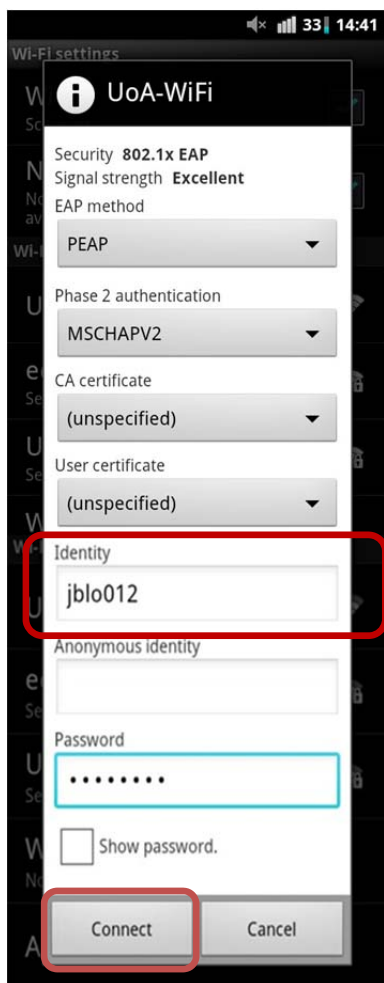 33 14:41
Wi-Fi settings
UoA-WiFi
Security 802.1x EAP
Signal strength Excellent
EAP method
PEAP
Phase 2 authentication
MSCHAPV2
CA certificate
(unspecified)
User certificate
(unspecified)
Identity
jblo012
Anonymous identity
Password
••••••••
Show password.
Connect Cancel